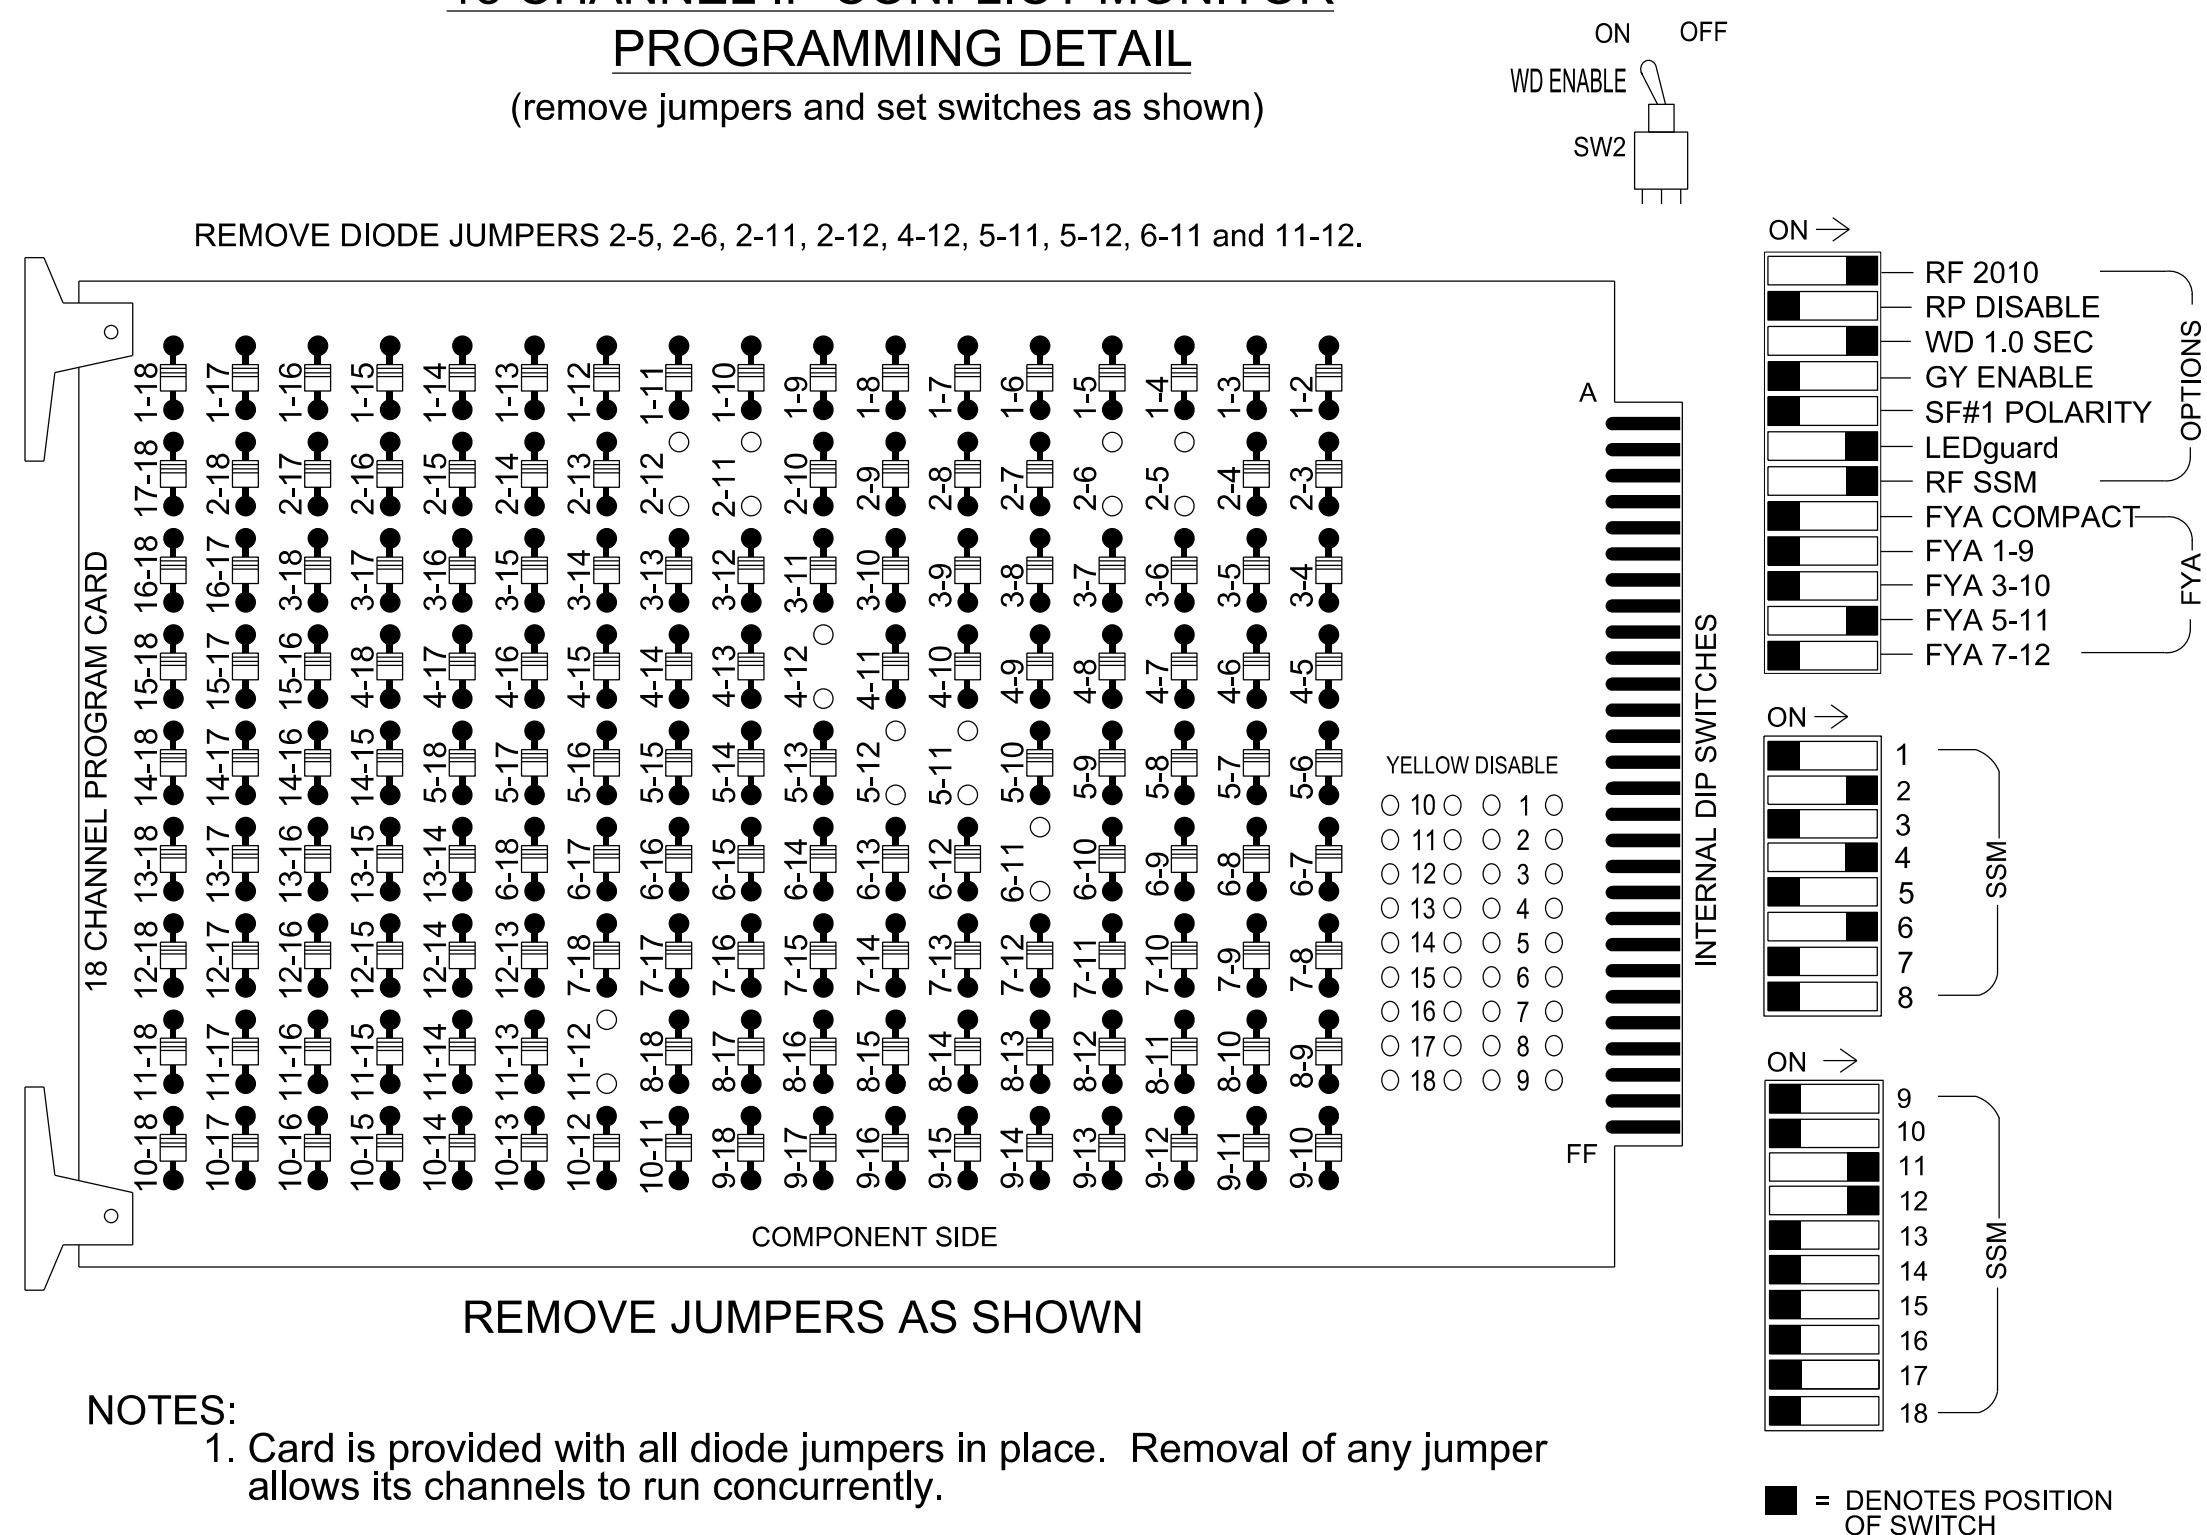 PROGRAMMING DETAIL
(remove jumpers and set switches as shown)
ON OFF
WD ENABLE
SW2
REMOVE DIODE JUMPERS 2-5, 2-6, 2-11, 2-12, 4-12, 5-11, 5-12, 6-11 and 11-12.
18 CHANNEL PROGRAM CARD
1-18 1-17 1-16 1-15 1-14 1-13 1-12 1-11 1-10 1-9 1-8 1-7 1-6 1-5 1-4 1-3 1-2
17-18 2-18 2-17 2-16 2-15 2-14 2-13 2-12 2-11 2-10 2-9 2-8 2-7 2-6 2-5 2-4 2-3
16-18 16-17 3-18 3-17 3-16 3-15 3-14 3-13 3-12 3-11 3-10 3-9 3-8 3-7 3-6 3-5 3-4
15-18 15-17 15-16 4-18 4-17 4-16 4-15 4-14 4-13 4-12 4-11 4-10 4-9 4-8 4-7 4-6 4-5
14-18 14-17 14-16 14-15 5-18 5-17 5-16 5-15 5-14 5-13 5-12 5-11 5-10 5-9 5-8 5-7 5-6
13-18 13-17 13-16 13-15 13-14 6-18 6-17 6-16 6-15 6-14 6-13 6-12 6-11 6-10 6-9 6-8 6-7
12-18 12-17 12-16 12-15 12-14 12-13 7-18 7-17 7-16 7-15 7-14 7-13 7-12 7-11 7-10 7-9 7-8
11-18 11-17 11-16 11-15 11-14 11-13 11-12 8-18 8-17 8-16 8-15 8-14 8-13 8-12 8-11 8-10 8-9
10-18 10-17 10-16 10-15 10-14 10-13 10-12 10-11 9-18 9-17 9-16 9-15 9-14 9-13 9-12 9-11 9-10
COMPONENT SIDE
YELLOW DISABLE
10 1
11 2
12 3
13 4
14 5
15 6
16 7
17 8
18 9
A
FF
INTERNAL DIP SWITCHES
ON
RF 2010
RP DISABLE
WD 1.0 SEC
GY ENABLE
SF#1 POLARITY
LEDguard
RF SSM
OPTIONS
FYA COMPACT
FYA 1-9
FYA 3-10
FYA 5-11
FYA 7-12
FYA
ON
1
2
3
4
5
6
7
8
SSM
ON
9
10
11
12
13
14
15
16
17
18
SSM
REMOVE JUMPERS AS SHOWN
NOTES:
1. Card is provided with all diode jumpers in place. Removal of any jumper
allows its channels to run concurrently.
= DENOTES POSITION
OF SWITCH